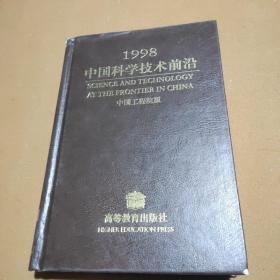 1998
中国科学技术前沿
SCIENCE AND TECHNOLOGY
AT THE FRONTIER IN CHINA
中国工程院版
高等教育出版社
HIGHER EDUCATION PRESS